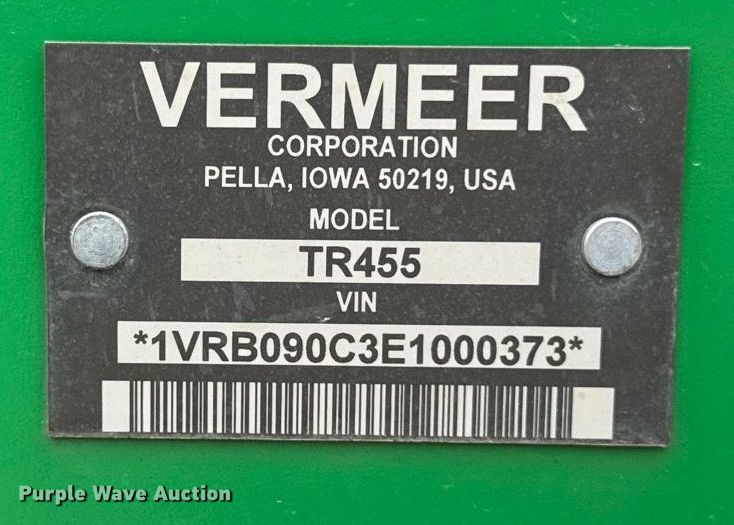 VERMEER
CORPORATION
PELLA, IOWA 50219, USA
MODEL
TR455
VIN
*1VRB090C3E1000373*
Purple Wave Auction